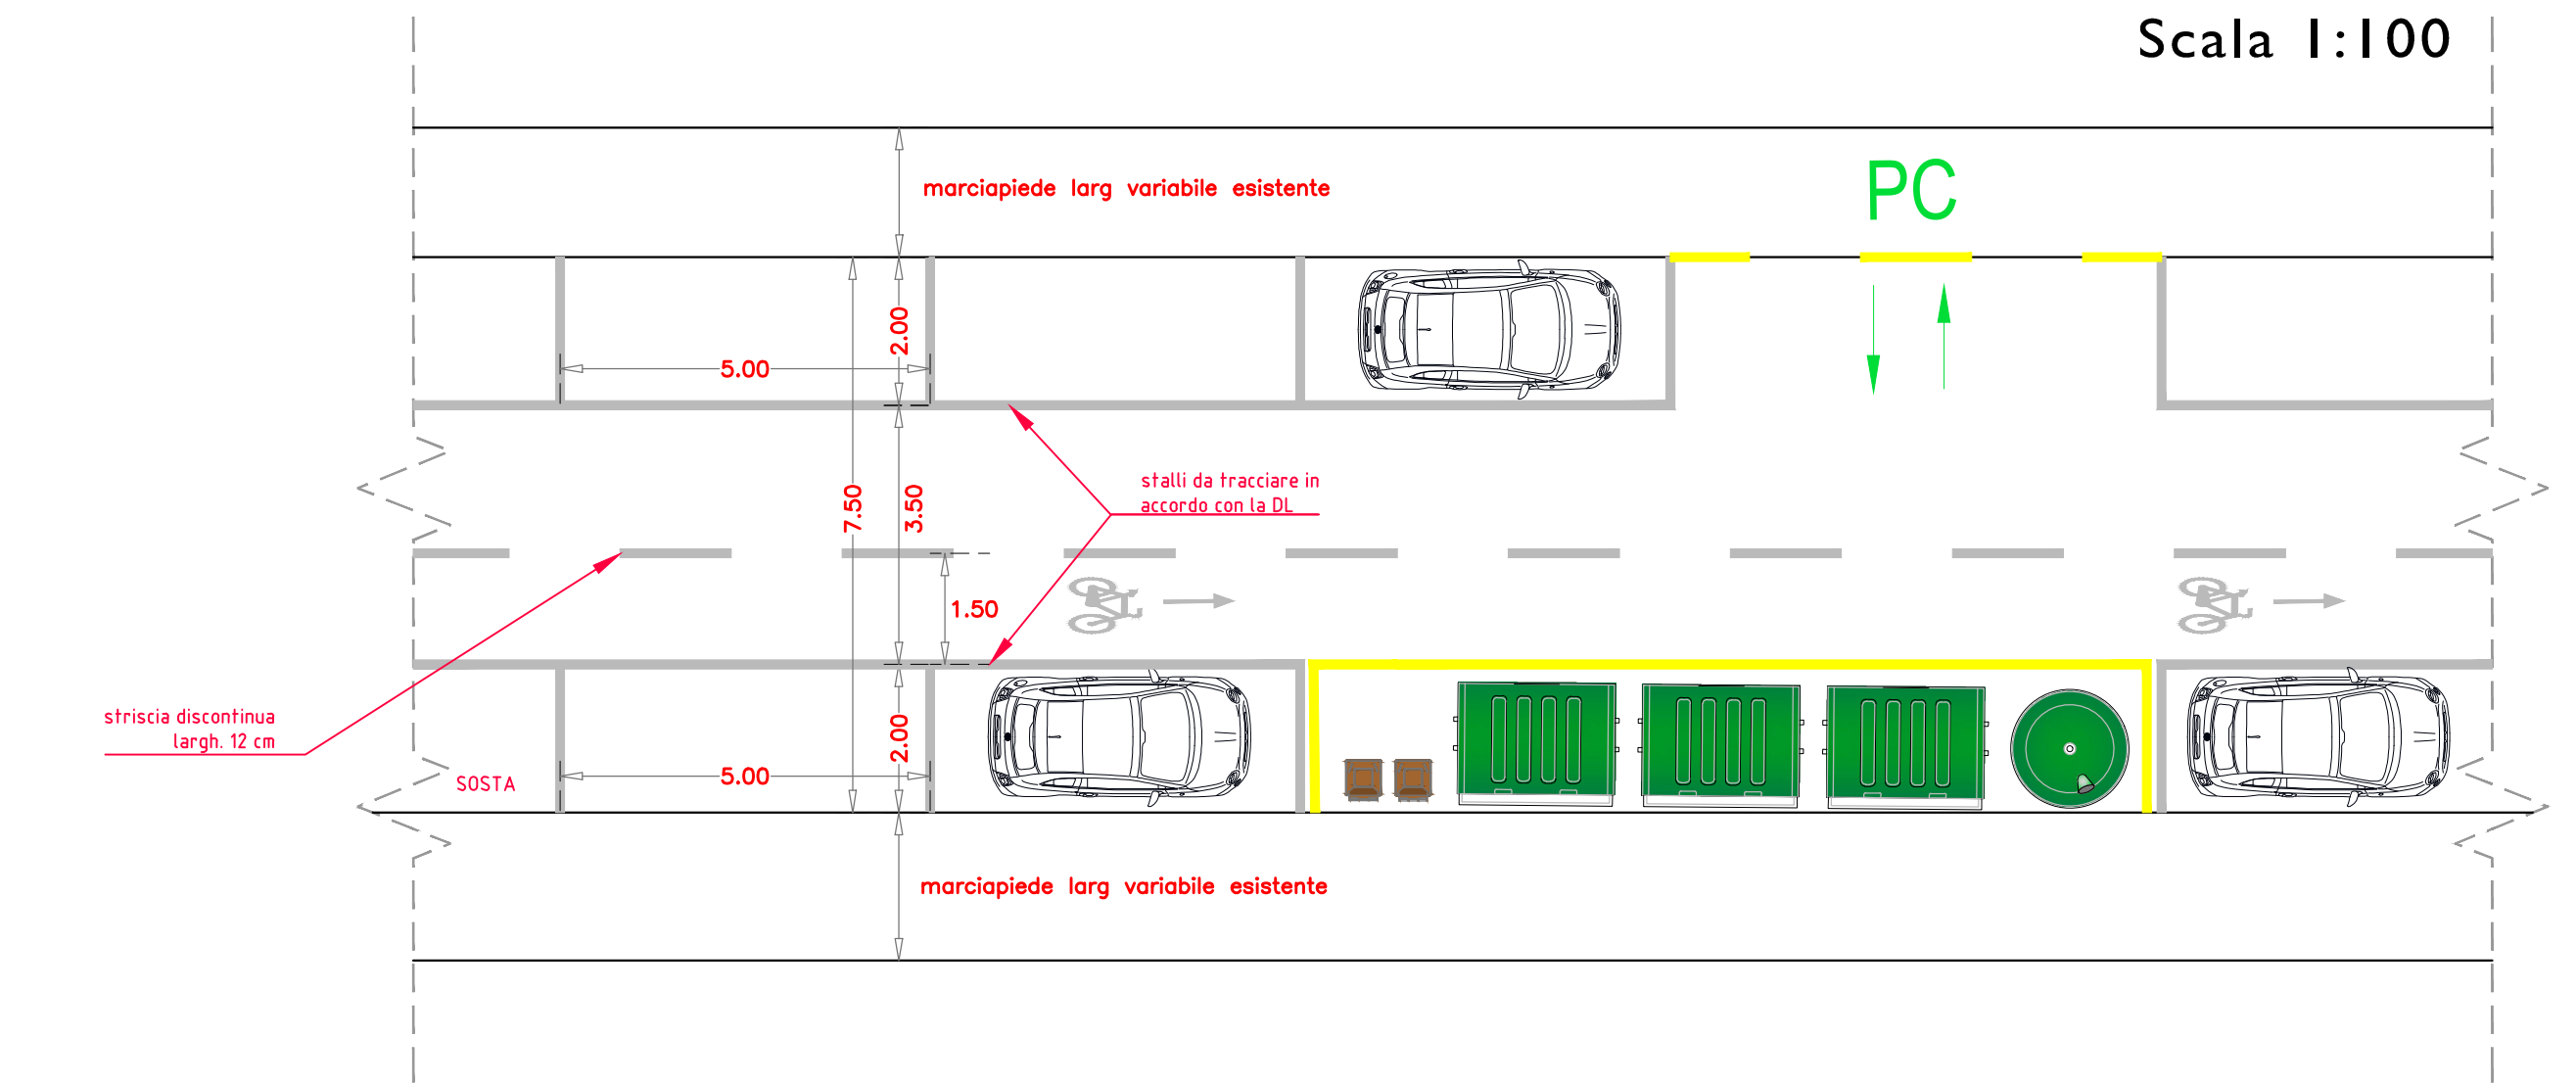 Scala 1:100
marciapiede larg variabile esistente
PC
2.00
5.00
stalli da tracciare in
accordo con la DL
7.50
3.50
1.50
striscia discontinua
largh. 12 cm
SOSTA
5.00
2.00
marciapiede larg variabile esistente